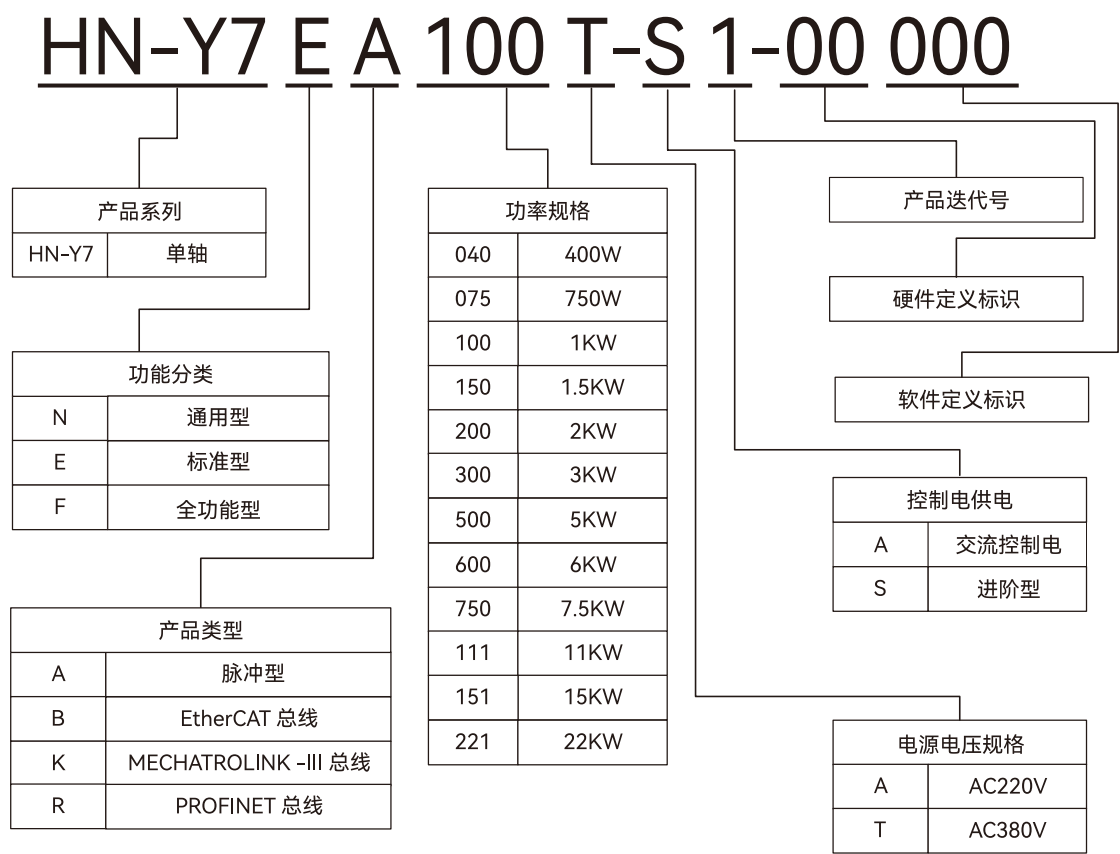 HN-Y7 E A 100 T-S 1-00 000
产品系列
HN-Y7 单轴
功能分类
N 通用型
E 标准型
F 全功能型
产品类型
A 脉冲型
B EtherCAT 总线
K MECHATROLINK -III 总线
R PROFINET 总线
功率规格
040 400W
075 750W
100 1KW
150 1.5KW
200 2KW
300 3KW
500 5KW
600 6KW
750 7.5KW
111 11KW
151 15KW
221 22KW
产品迭代号
硬件定义标识
软件定义标识
控制电供电
A 交流控制电
S 进阶型
电源电压规格
A AC220V
T AC380V